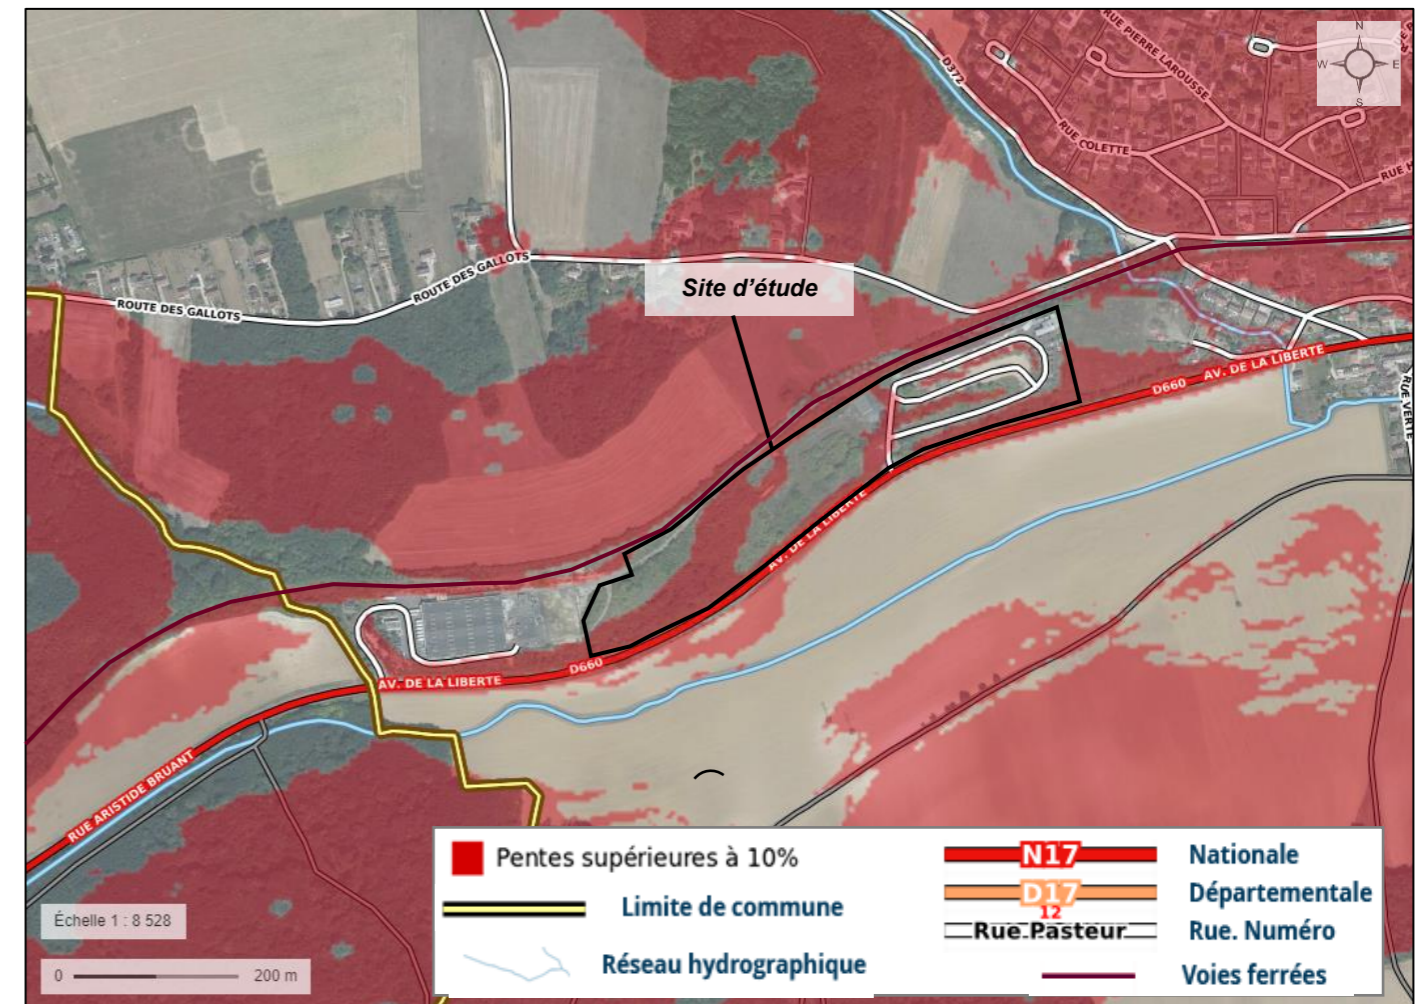 N
W E
S
D372
RUE PIERRE LAROUSSE
RUE COLETTE
RUE H
ROUTE DES GALLOTS
ROUTE DES GALLOTS
Site d'étude
D660 AV. DE LA LIBERTE
RUE VERTE
AV. DE LA LIBERTE
D660
AV. DE LA LIBERTE
RUE ARISTIDE BRUANT
Échelle 1 : 8 528
0 200 m
Pentes supérieures à 10%
Limite de commune
Réseau hydrographique
N17 Nationale
D17 Départementale
12
Rue Pasteur Rue. Numéro
Voies ferrées